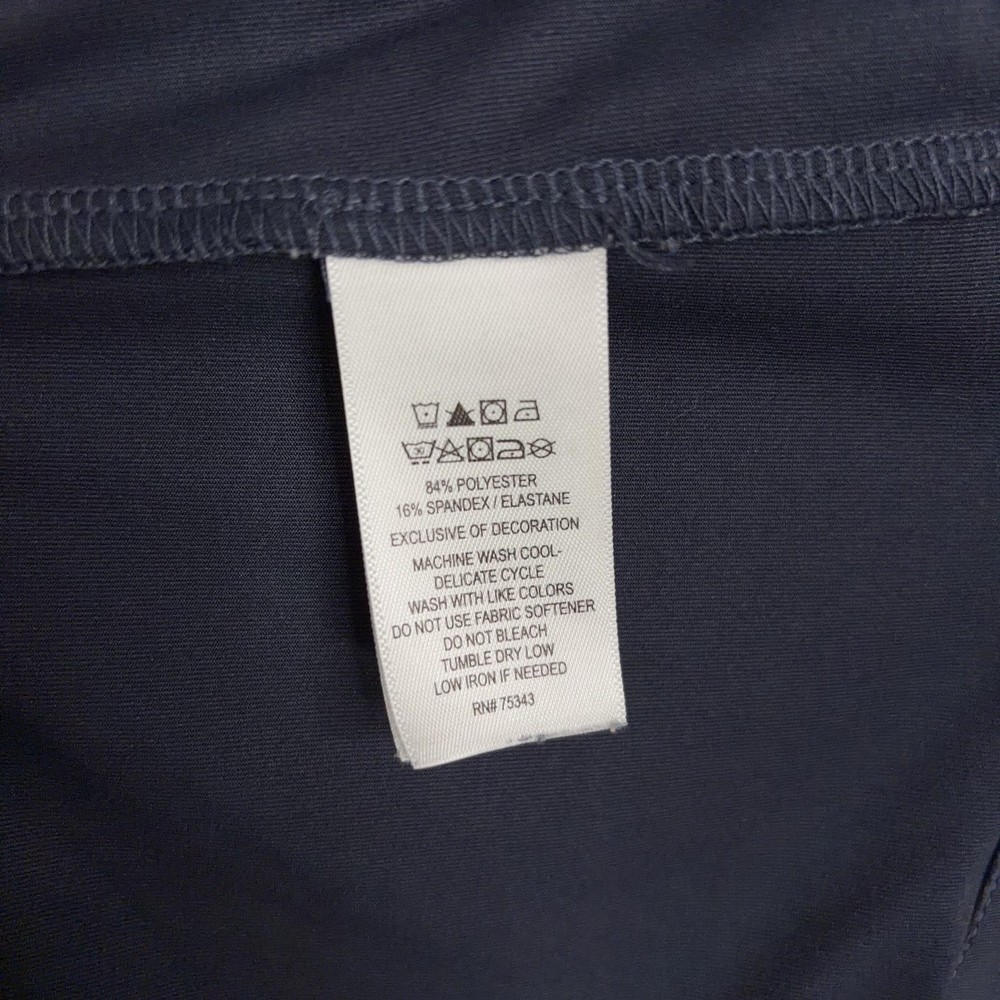 84% POLYESTER
16% SPANDEX / ELASTANE
EXCLUSIVE OF DECORATION
MACHINE WASH COOL-
DELICATE CYCLE
WASH WITH LIKE COLORS
DO NOT USE FABRIC SOFTENER
DO NOT BLEACH
TUMBLE DRY LOW
LOW IRON IF NEEDED
RN# 75343